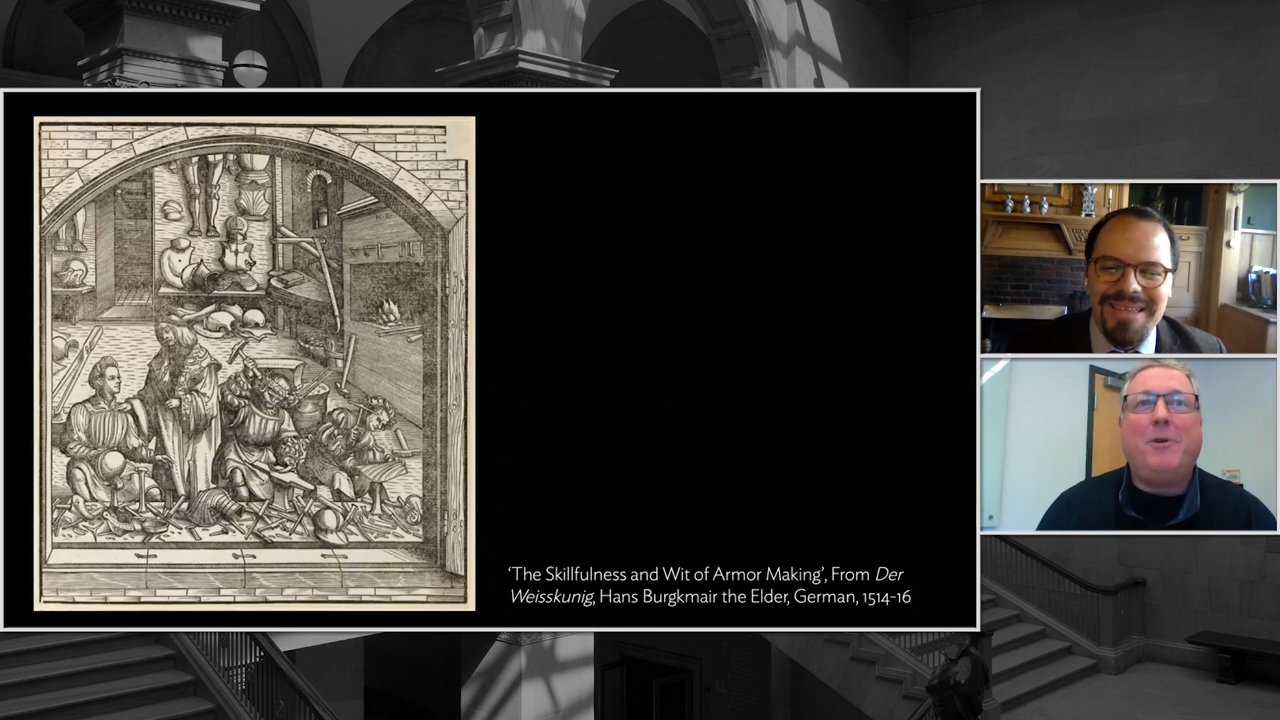 ‘The Skillfulness and Wit of Armor Making’, From Der
Weisskunig, Hans Burgkmair the Elder, German, 1514-16